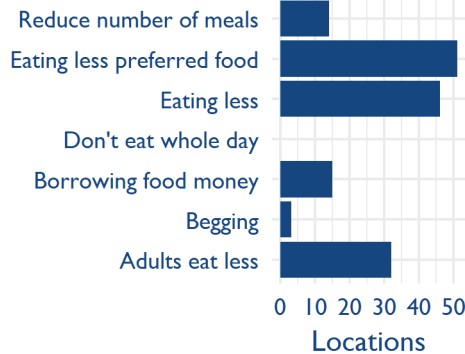 Reduce number of meals
Eating less preferred food
Eating less
Don't eat whole day
Borrowing food money
Begging
Adults eat less
0 10 20 30 40 50
Locations